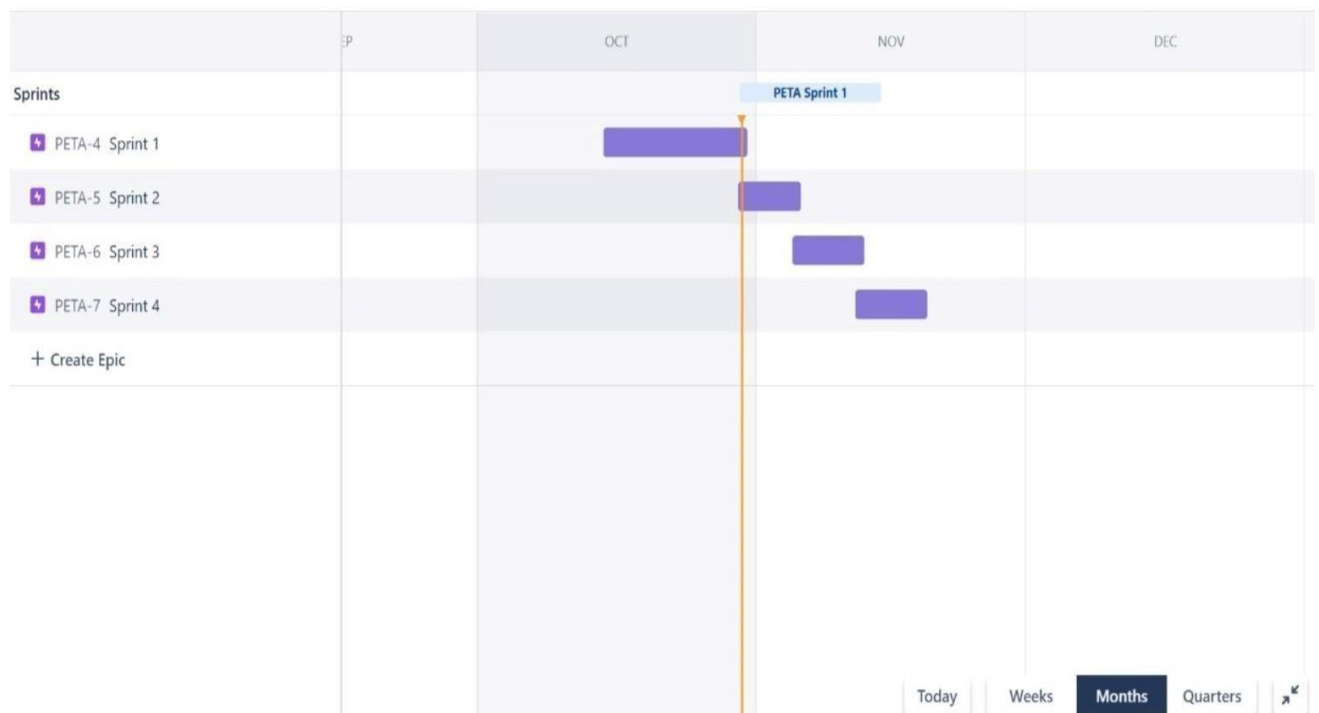 EP OCT NOV DEC
Sprints PETA Sprint 1
PETA-4 Sprint 1
PETA-5 Sprint 2
PETA-6 Sprint 3
PETA-7 Sprint 4
+ Create Epic
Today Weeks Months Quarters